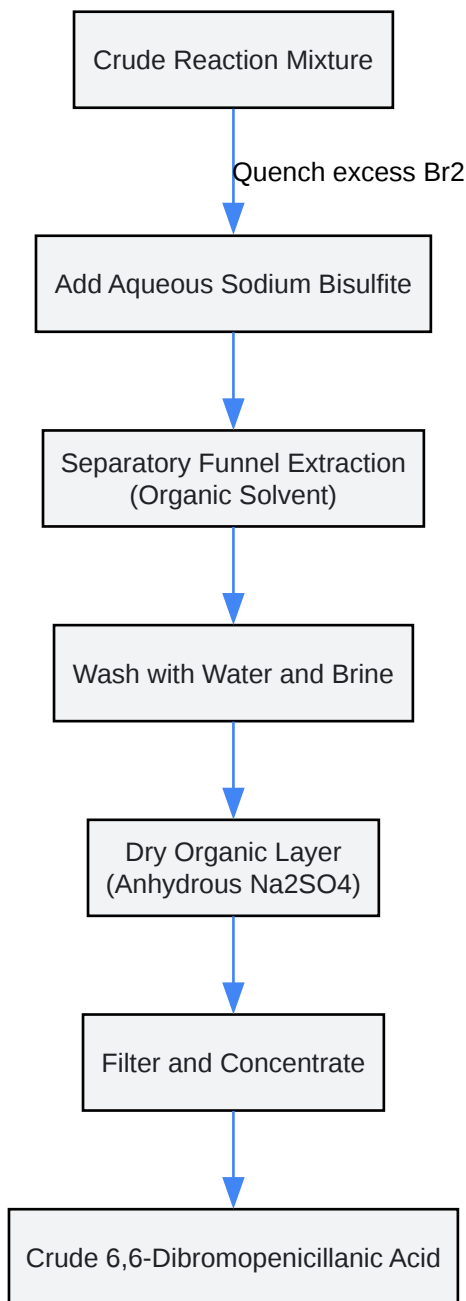 Crude Reaction Mixture
Quench excess Br2
Add Aqueous Sodium Bisulfite
Separatory Funnel Extraction
(Organic Solvent)
Wash with Water and Brine
Dry Organic Layer
(Anhydrous Na2SO4)
Filter and Concentrate
Crude 6,6-Dibromopenicillanic Acid